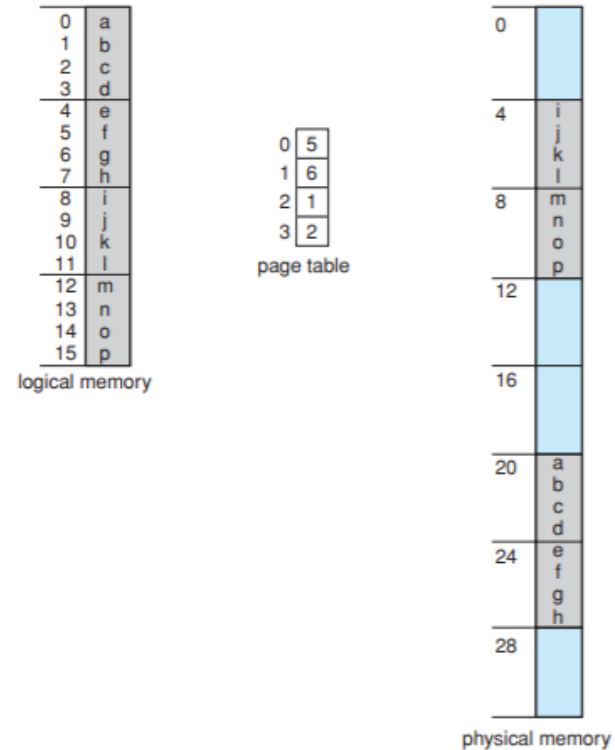 0 a
1 b
2 c
3 d
4 e
5 f
6 g
7 h
8 i
9 j
10 k
11 l
12 m
13 n
14 o
15 p
logical memory
0 5
1 6
2 1
3 2
page table
0
4 i
j
k
l
8 m
n
o
p
12
16
20 a
b
c
d
24 e
f
g
h
28
physical memory